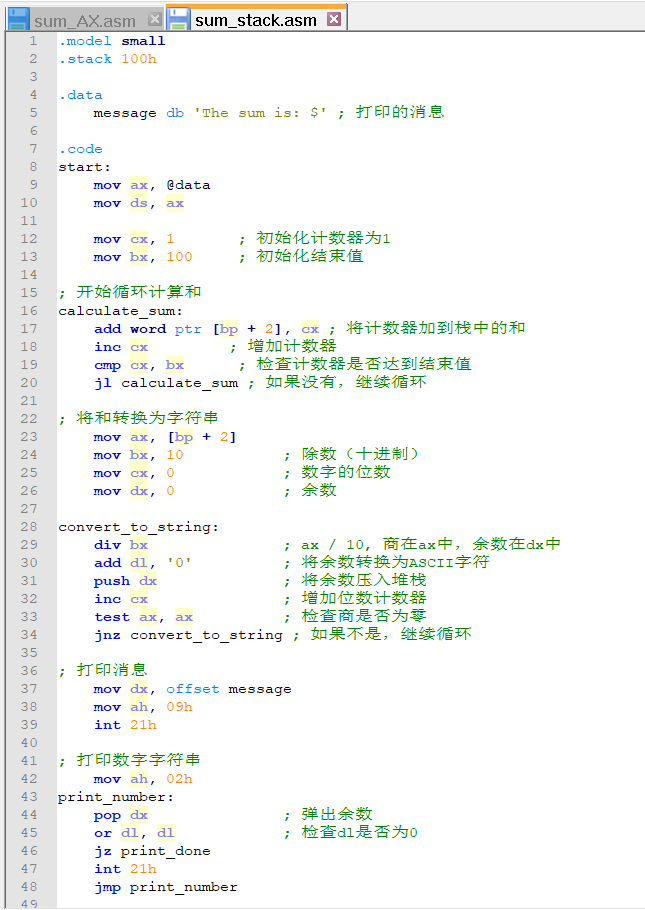 sum_AX.asm sum_stack.asm
1 .model small
2 .stack 100h
3
4 .data
5 message db 'The sum is: $' ; 打印的消息
6
7 .code
8 start:
9 mov ax, @data
10 mov ds, ax
11
12 mov cx, 1 ; 初始化计数器为1
13 mov bx, 100 ; 初始化结束值
14
15 ; 开始循环计算和
16 calculate_sum:
17 add word ptr [bp + 2], cx ; 将计数器加到栈中的和
18 inc cx ; 增加计数器
19 cmp cx, bx ; 检查计数器是否达到结束值
20 jl calculate_sum ; 如果没有，继续循环
21
22 ; 将和转换为字符串
23 mov ax, [bp + 2]
24 mov bx, 10 ; 除数（十进制）
25 mov cx, 0 ; 数字的位数
26 mov dx, 0 ; 余数
27
28 convert_to_string:
29 div bx ; ax / 10, 商在ax中，余数在dx中
30 add dl, '0' ; 将余数转换为ASCII字符
31 push dx ; 将余数压入堆栈
32 inc cx ; 增加位数计数器
33 test ax, ax ; 检查商是否为零
34 jnz convert_to_string ; 如果不是，继续循环
35
36 ; 打印消息
37 mov dx, offset message
38 mov ah, 09h
39 int 21h
40
41 ; 打印数字字符串
42 mov ah, 02h
43 print_number:
44 pop dx ; 弹出余数
45 or dl, dl ; 检查dl是否为0
46 jz print_done
47 int 21h
48 jmp print_number
49